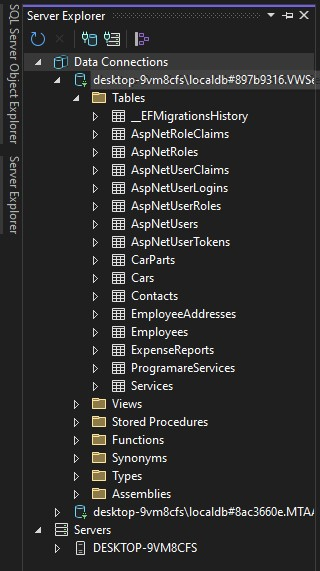 SQL Server Object Explorer
Server Explorer
Server Explorer
Data Connections
desktop-9vm8cfs\localdb#897b9316.VWSe
Tables
__EFMigrationsHistory
AspNetRoleClaims
AspNetRoles
AspNetUserClaims
AspNetUserLogins
AspNetUserRoles
AspNetUsers
AspNetUserTokens
CarParts
Cars
Contacts
EmployeeAddresses
Employees
ExpenseReports
ProgramareServices
Services
Views
Stored Procedures
Functions
Synonyms
Types
Assemblies
desktop-9vm8cfs\localdb#8ac3660e.MTAA
Servers
DESKTOP-9VM8CFS